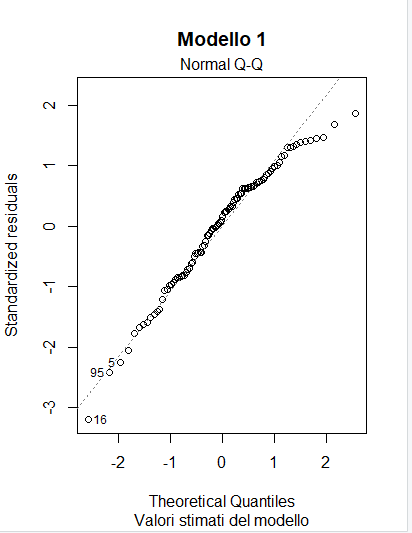 Modello 1
Normal Q-Q
Standardized residuals
2
1
0
-1
-2
-3
5
95
16
-2 -1 0 1 2
Theoretical Quantiles
Valori stimati del modello